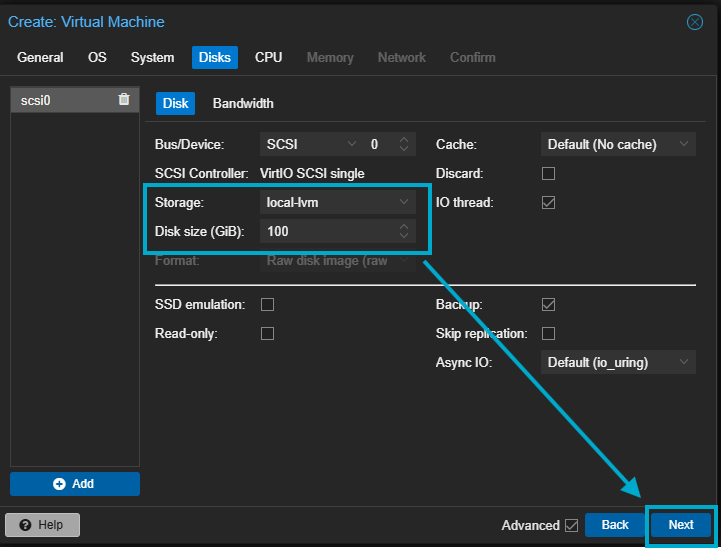 Create: Virtual Machine
General OS System Disks CPU Memory Network Confirm
scsi0
Disk Bandwidth
Bus/Device: SCSI 0 Cache: Default (No cache)
SCSI Controller: VirtIO SCSI single Discard:
Storage: local-lvm IO thread:
Disk size (GiB): 100
Format: Raw disk image (raw
SSD emulation: Backup:
Read-only: Skip replication:
Async IO: Default (io_uring)
Add
Help Advanced Back Next